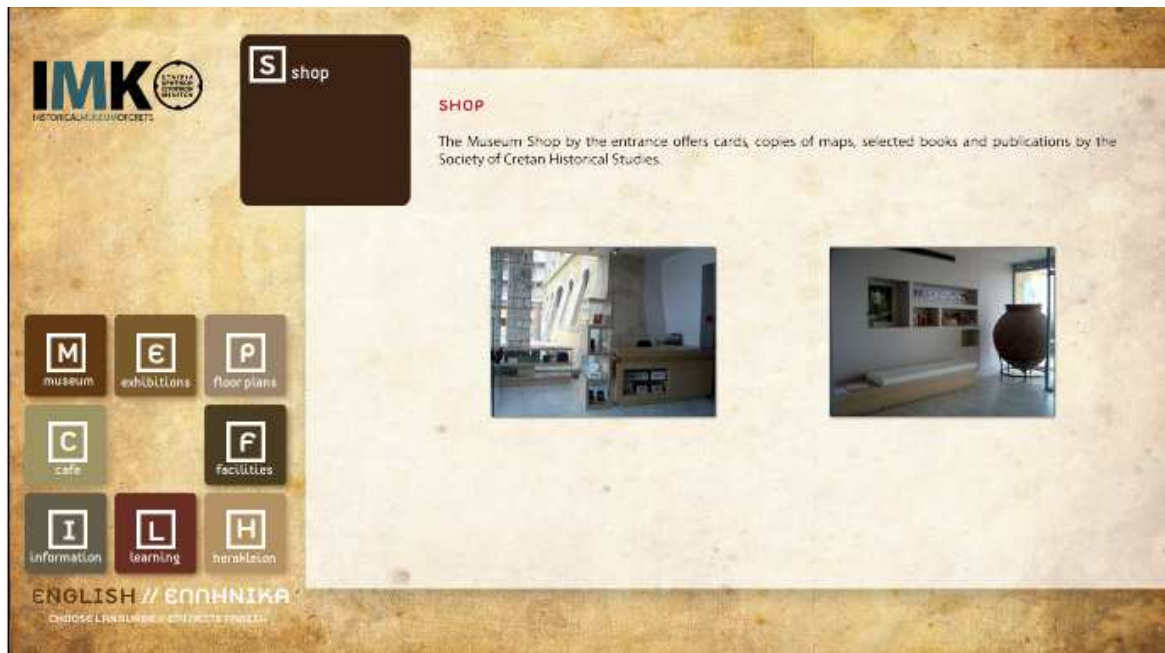 IMK
HISTORICALMUSEUMOFCRETE
S shop
SHOP
The Museum Shop by the entrance offers cards, copies of maps, selected books and publications by the
Society of Cretan Historical Studies.
M museum
E exhibitions
P floor plans
C cafe
F facilities
I information
L learning
H herakleion
ENGLISH // ΕΛΛΗΝΙΚΑ
CHOOSE LANGUAGE